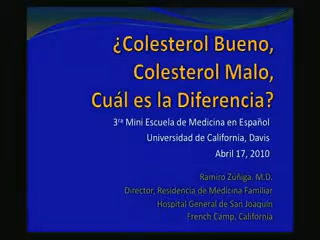 ¿Colesterol Bueno,
Colesterol Malo,
Cuál es la Diferencia?
3ra Mini Escuela de Medicina en Español
Universidad de California, Davis
Abril 17, 2010
Ramiro Zúñiga. M.D.
Director, Residencia de Medicina Familiar
Hospital General de San Joaquín
French Camp, California